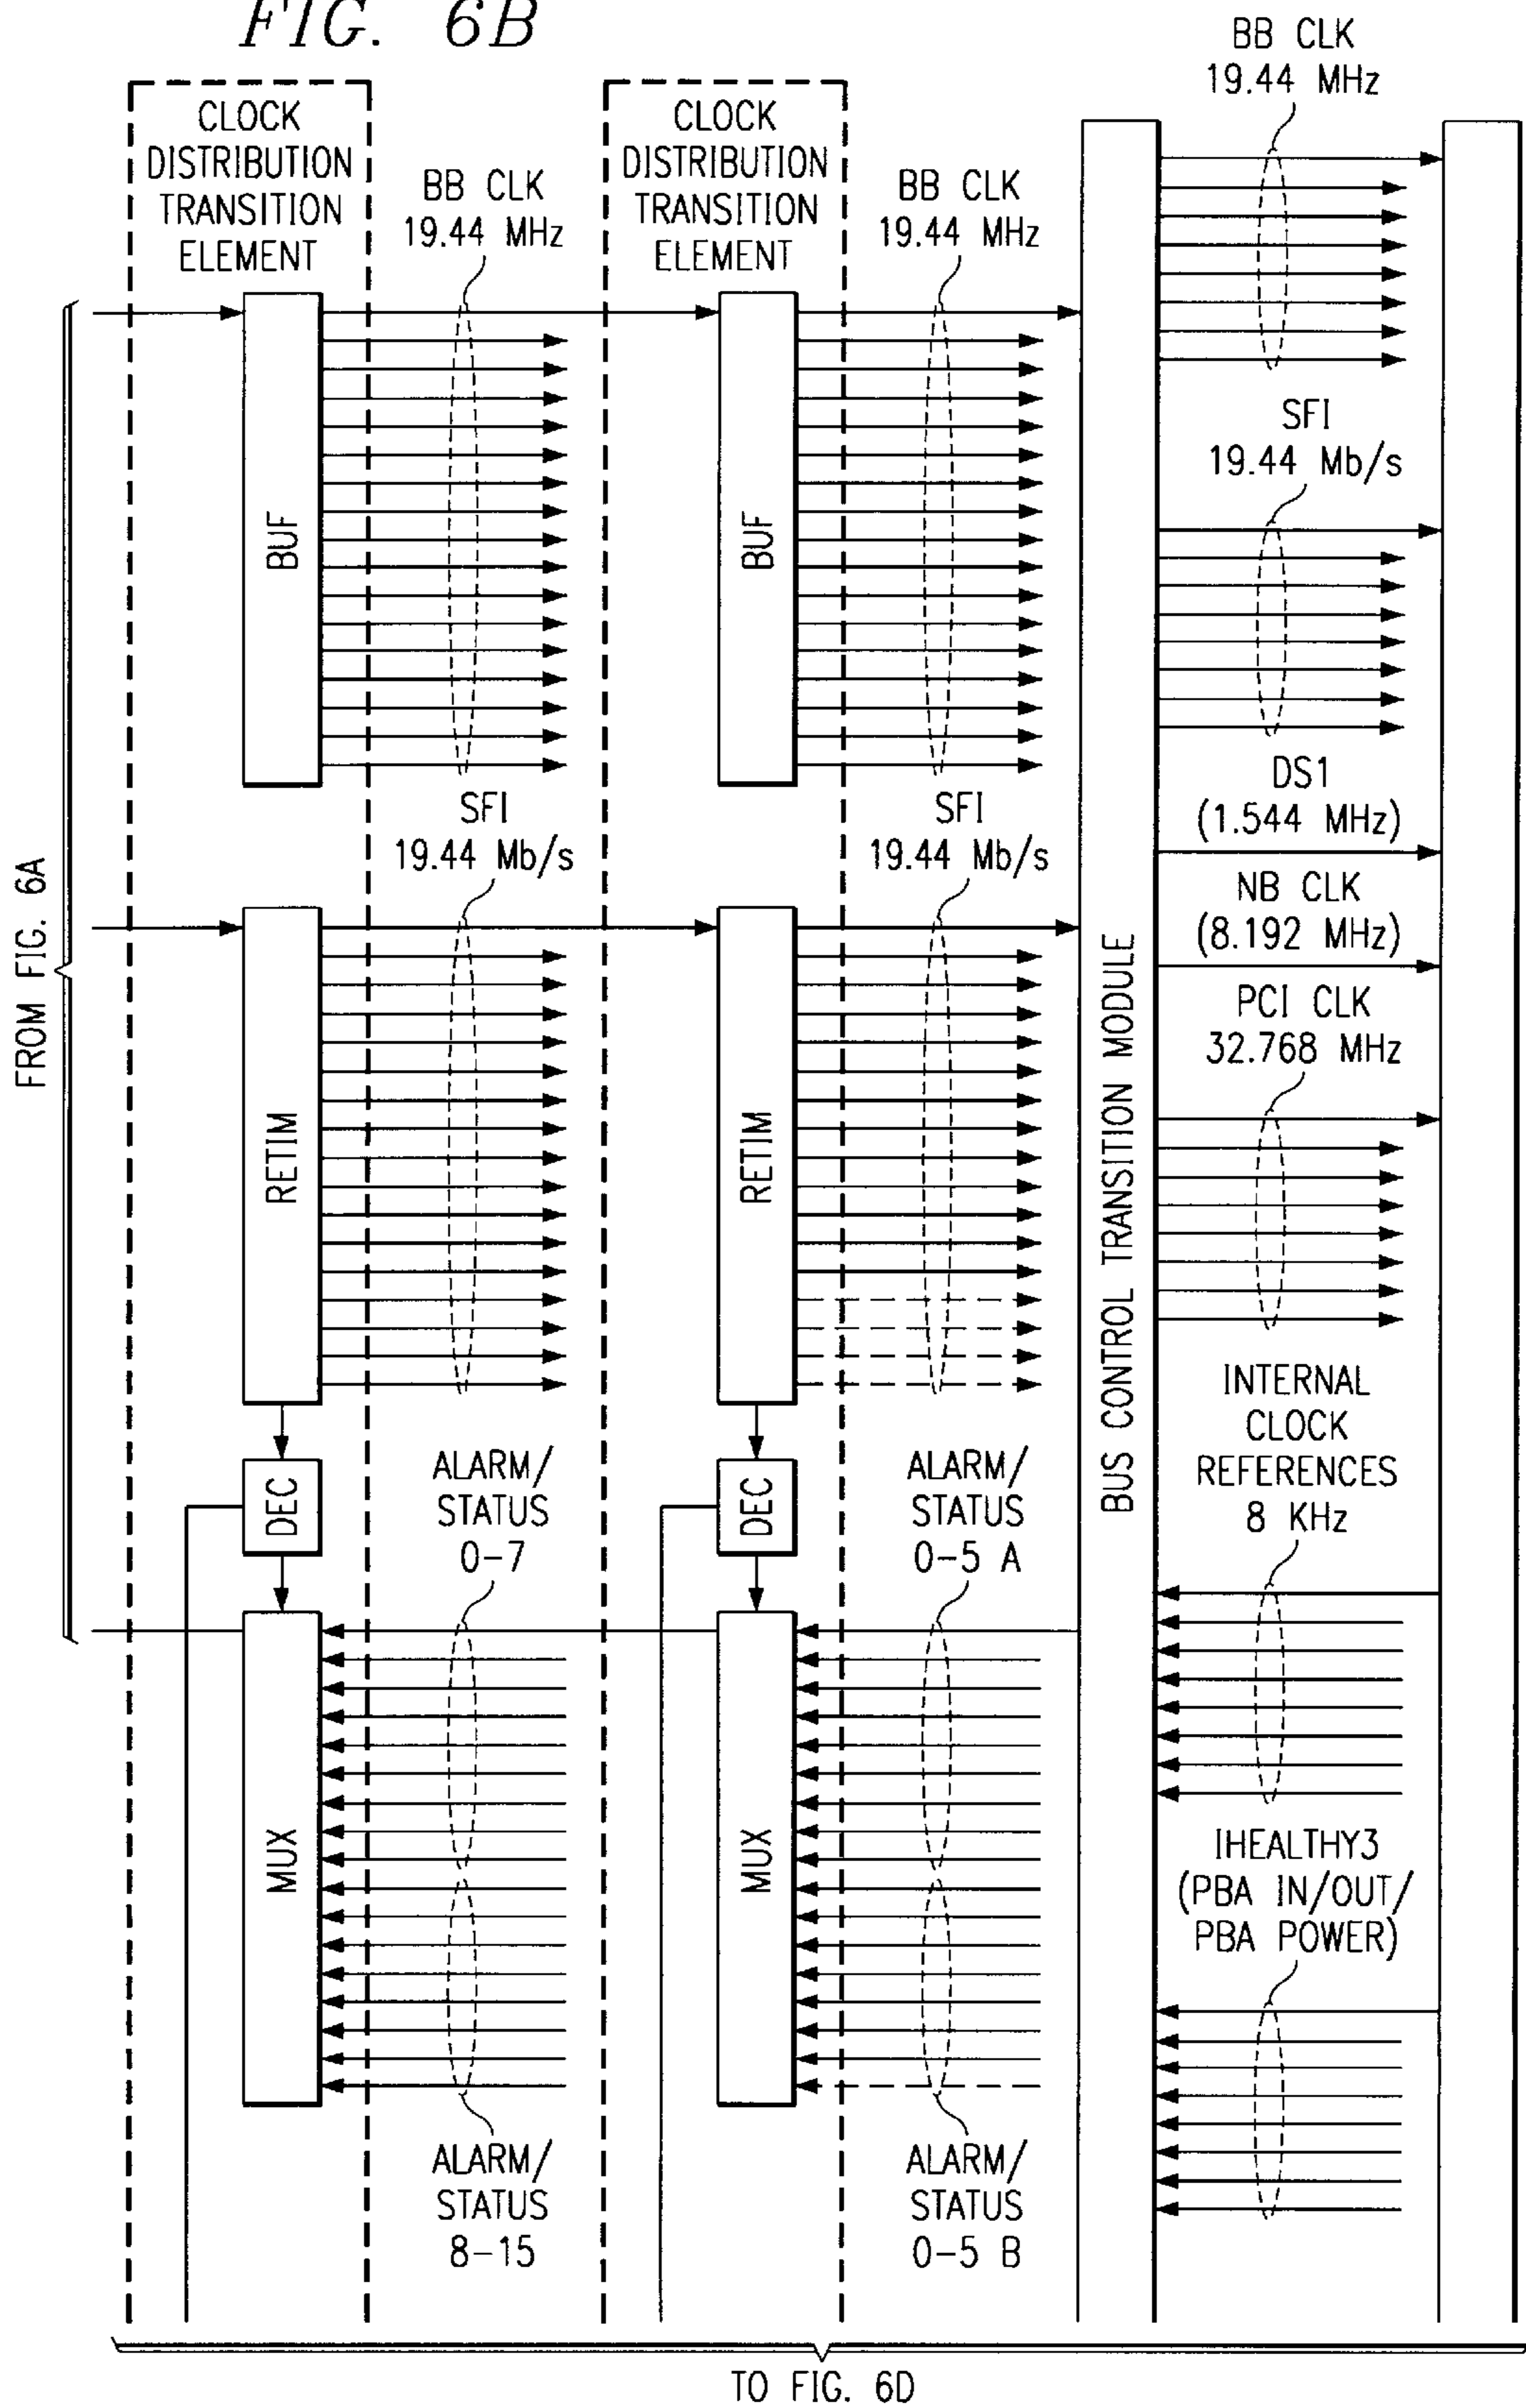 FIG. 6B
CLOCK
DISTRIBUTION
TRANSITION
ELEMENT
BB CLK
19.44 MHz
CLOCK
DISTRIBUTION
TRANSITION
ELEMENT
BB CLK
19.44 MHz
BB CLK
19.44 MHz
BUF
BUF
SFI
19.44 Mb/s
SFI
19.44 Mb/s
SFI
19.44 Mb/s
DS1
(1.544 MHz)
NB CLK
(8.192 MHz)
PCI CLK
32.768 MHz
FROM FIG. 6A
RETIM
RETIM
BUS CONTROL TRANSITION MODULE
INTERNAL
CLOCK
REFERENCES
8 KHz
DEC
ALARM/
STATUS
0-7
DEC
ALARM/
STATUS
0-5 A
MUX
MUX
IHEALTHY3
(PBA IN/OUT/
PBA POWER)
ALARM/
STATUS
8-15
ALARM/
STATUS
0-5 B
TO FIG. 6D